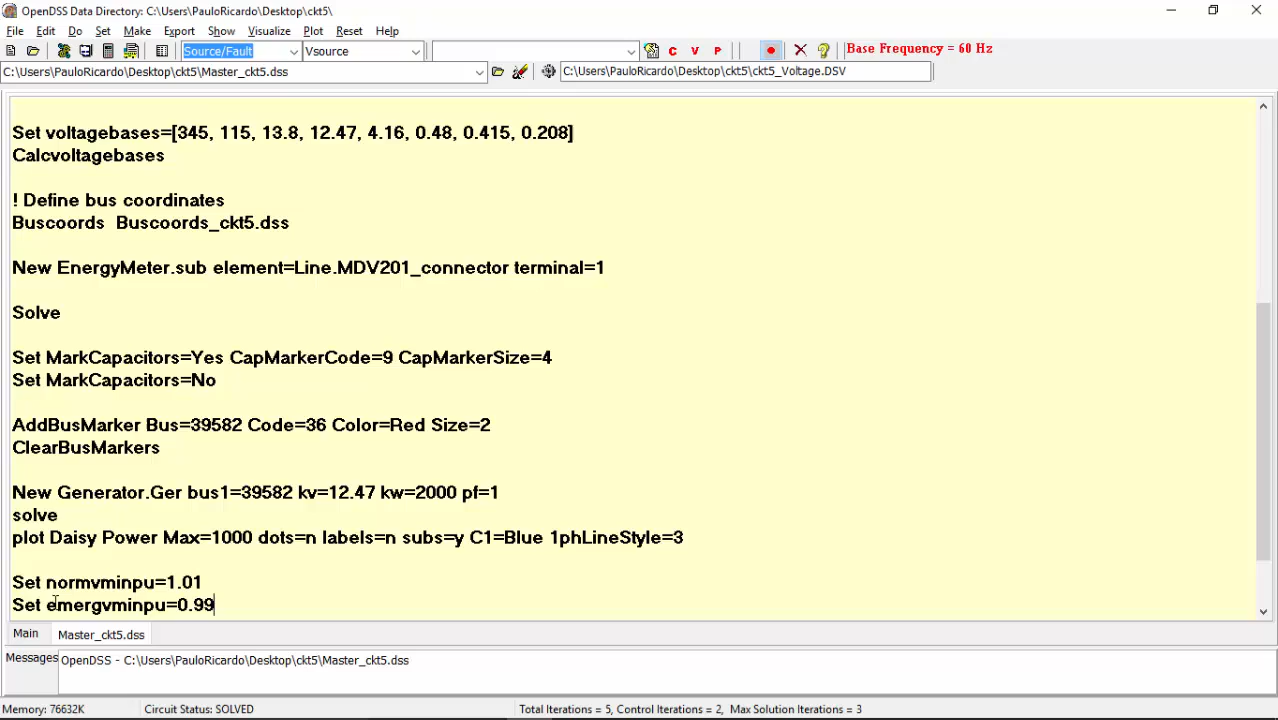 OpenDSS Data Directory: C:\Users\PauloRicardo\Desktop\ckt5\
File Edit Do Set Make Export Show Visualize Plot Reset Help
Source/Fault Vsource C V P Base Frequency = 60 Hz
C:\Users\PauloRicardo\Desktop\ckt5\Master_ckt5.dss C:\Users\PauloRicardo\Desktop\ckt5\ckt5_Voltage.DSV
Set voltagebases=[345, 115, 13.8, 12.47, 4.16, 0.48, 0.415, 0.208]
Calcvoltagebases
! Define bus coordinates
Buscoords Buscoords_ckt5.dss
New EnergyMeter.sub element=Line.MDV201_connector terminal=1
Solve
Set MarkCapacitors=Yes CapMarkerCode=9 CapMarkerSize=4
Set MarkCapacitors=No
AddBusMarker Bus=39582 Code=36 Color=Red Size=2
ClearBusMarkers
New Generator.Ger bus1=39582 kv=12.47 kw=2000 pf=1
solve
plot Daisy Power Max=1000 dots=n labels=n subs=y C1=Blue 1phLineStyle=3
Set normvminpu=1.01
Set emergvminpu=0.99
Main Master_ckt5.dss
Messages OpenDSS - C:\Users\PauloRicardo\Desktop\ckt5\Master_ckt5.dss
Memory: 76632K Circuit Status: SOLVED Total Iterations = 5, Control Iterations = 2, Max Solution Iterations = 3